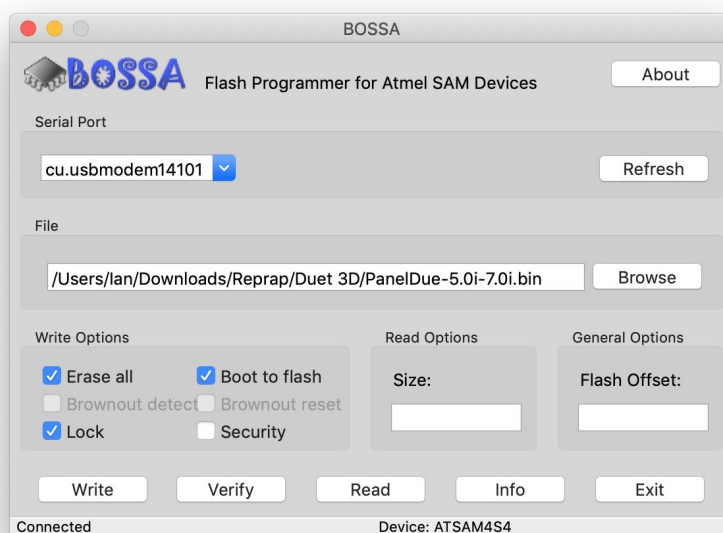 BOSSA
BOSSA Flash Programmer for Atmel SAM Devices About
Serial Port
cu.usbmodem14101 Refresh
File
/Users/Ian/Downloads/Reprap/Duet 3D/PanelDue-5.0i-7.0i.bin Browse
Write Options Read Options General Options
Erase all Boot to flash Size: Flash Offset:
Brownout detect Brownout reset
Lock Security
Write Verify Read Info Exit
Connected Device: ATSAM4S4